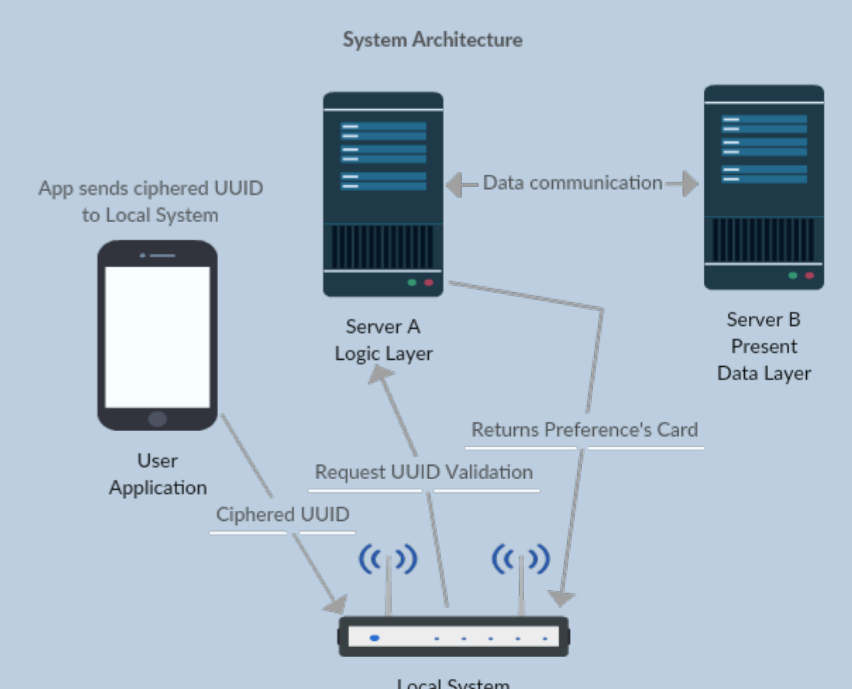 System Architecture
App sends ciphered UUID
to Local System
Data communication
Server A
Logic Layer
Server B
Present
Data Layer
Returns Preference's Card
User
Application
Request UUID Validation
Ciphered UUID
Local System